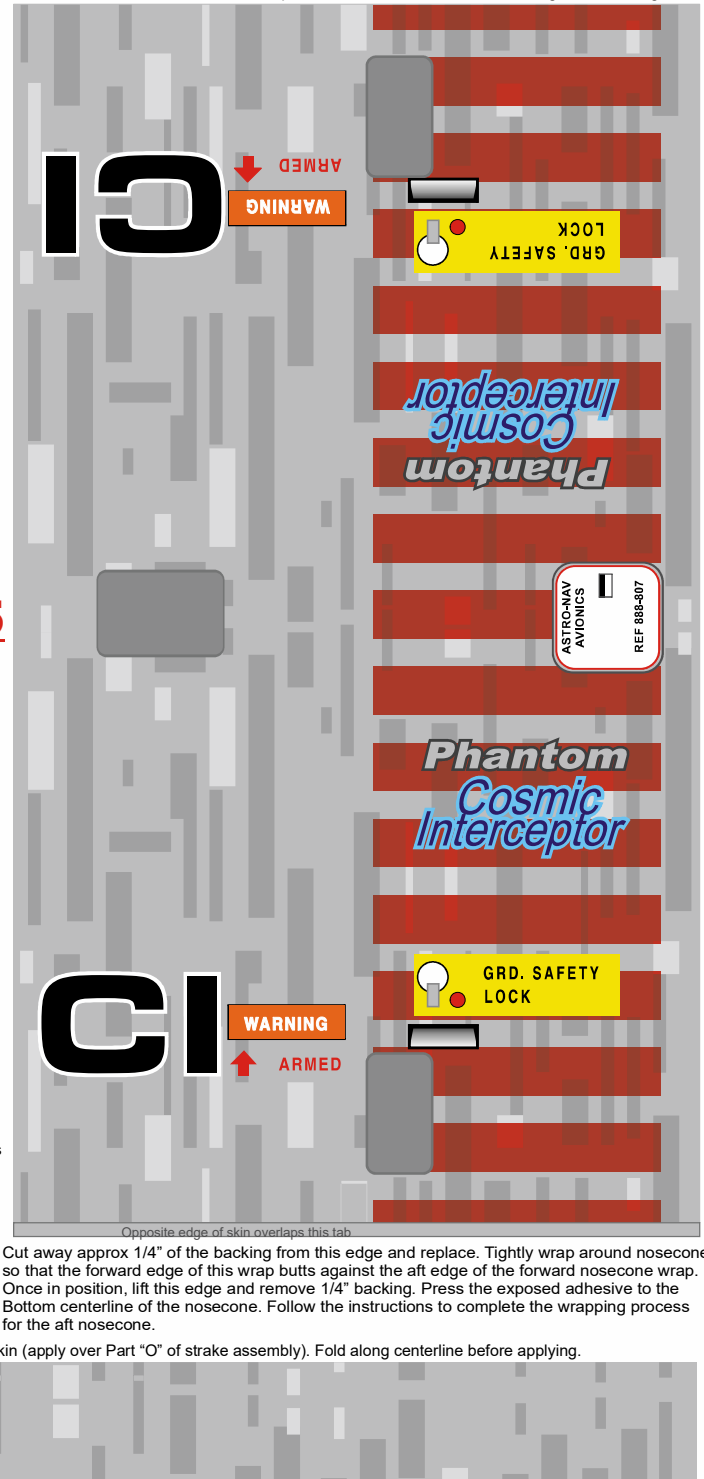 CI
ARMED
WARNING
GRD. SAFETY
LOCK
Phantom
Cosmic
Interceptor
ASTRO-NAV
AVIONICS
REF 888-807
Phantom
Cosmic
Interceptor
GRD. SAFETY
LOCK
CI
WARNING
ARMED
Opposite edge of skin overlaps this tab
Cut away approx 1/4” of the backing from this edge and replace. Tightly wrap around nosecone
so that the forward edge of this wrap butts against the aft edge of the forward nosecone wrap.
Once in position, lift this edge and remove 1/4” backing. Press the exposed adhesive to the
Bottom centerline of the nosecone. Follow the instructions to complete the wrapping process
for the aft nosecone.
(apply over Part “O” of strake assembly). Fold along centerline before applying.